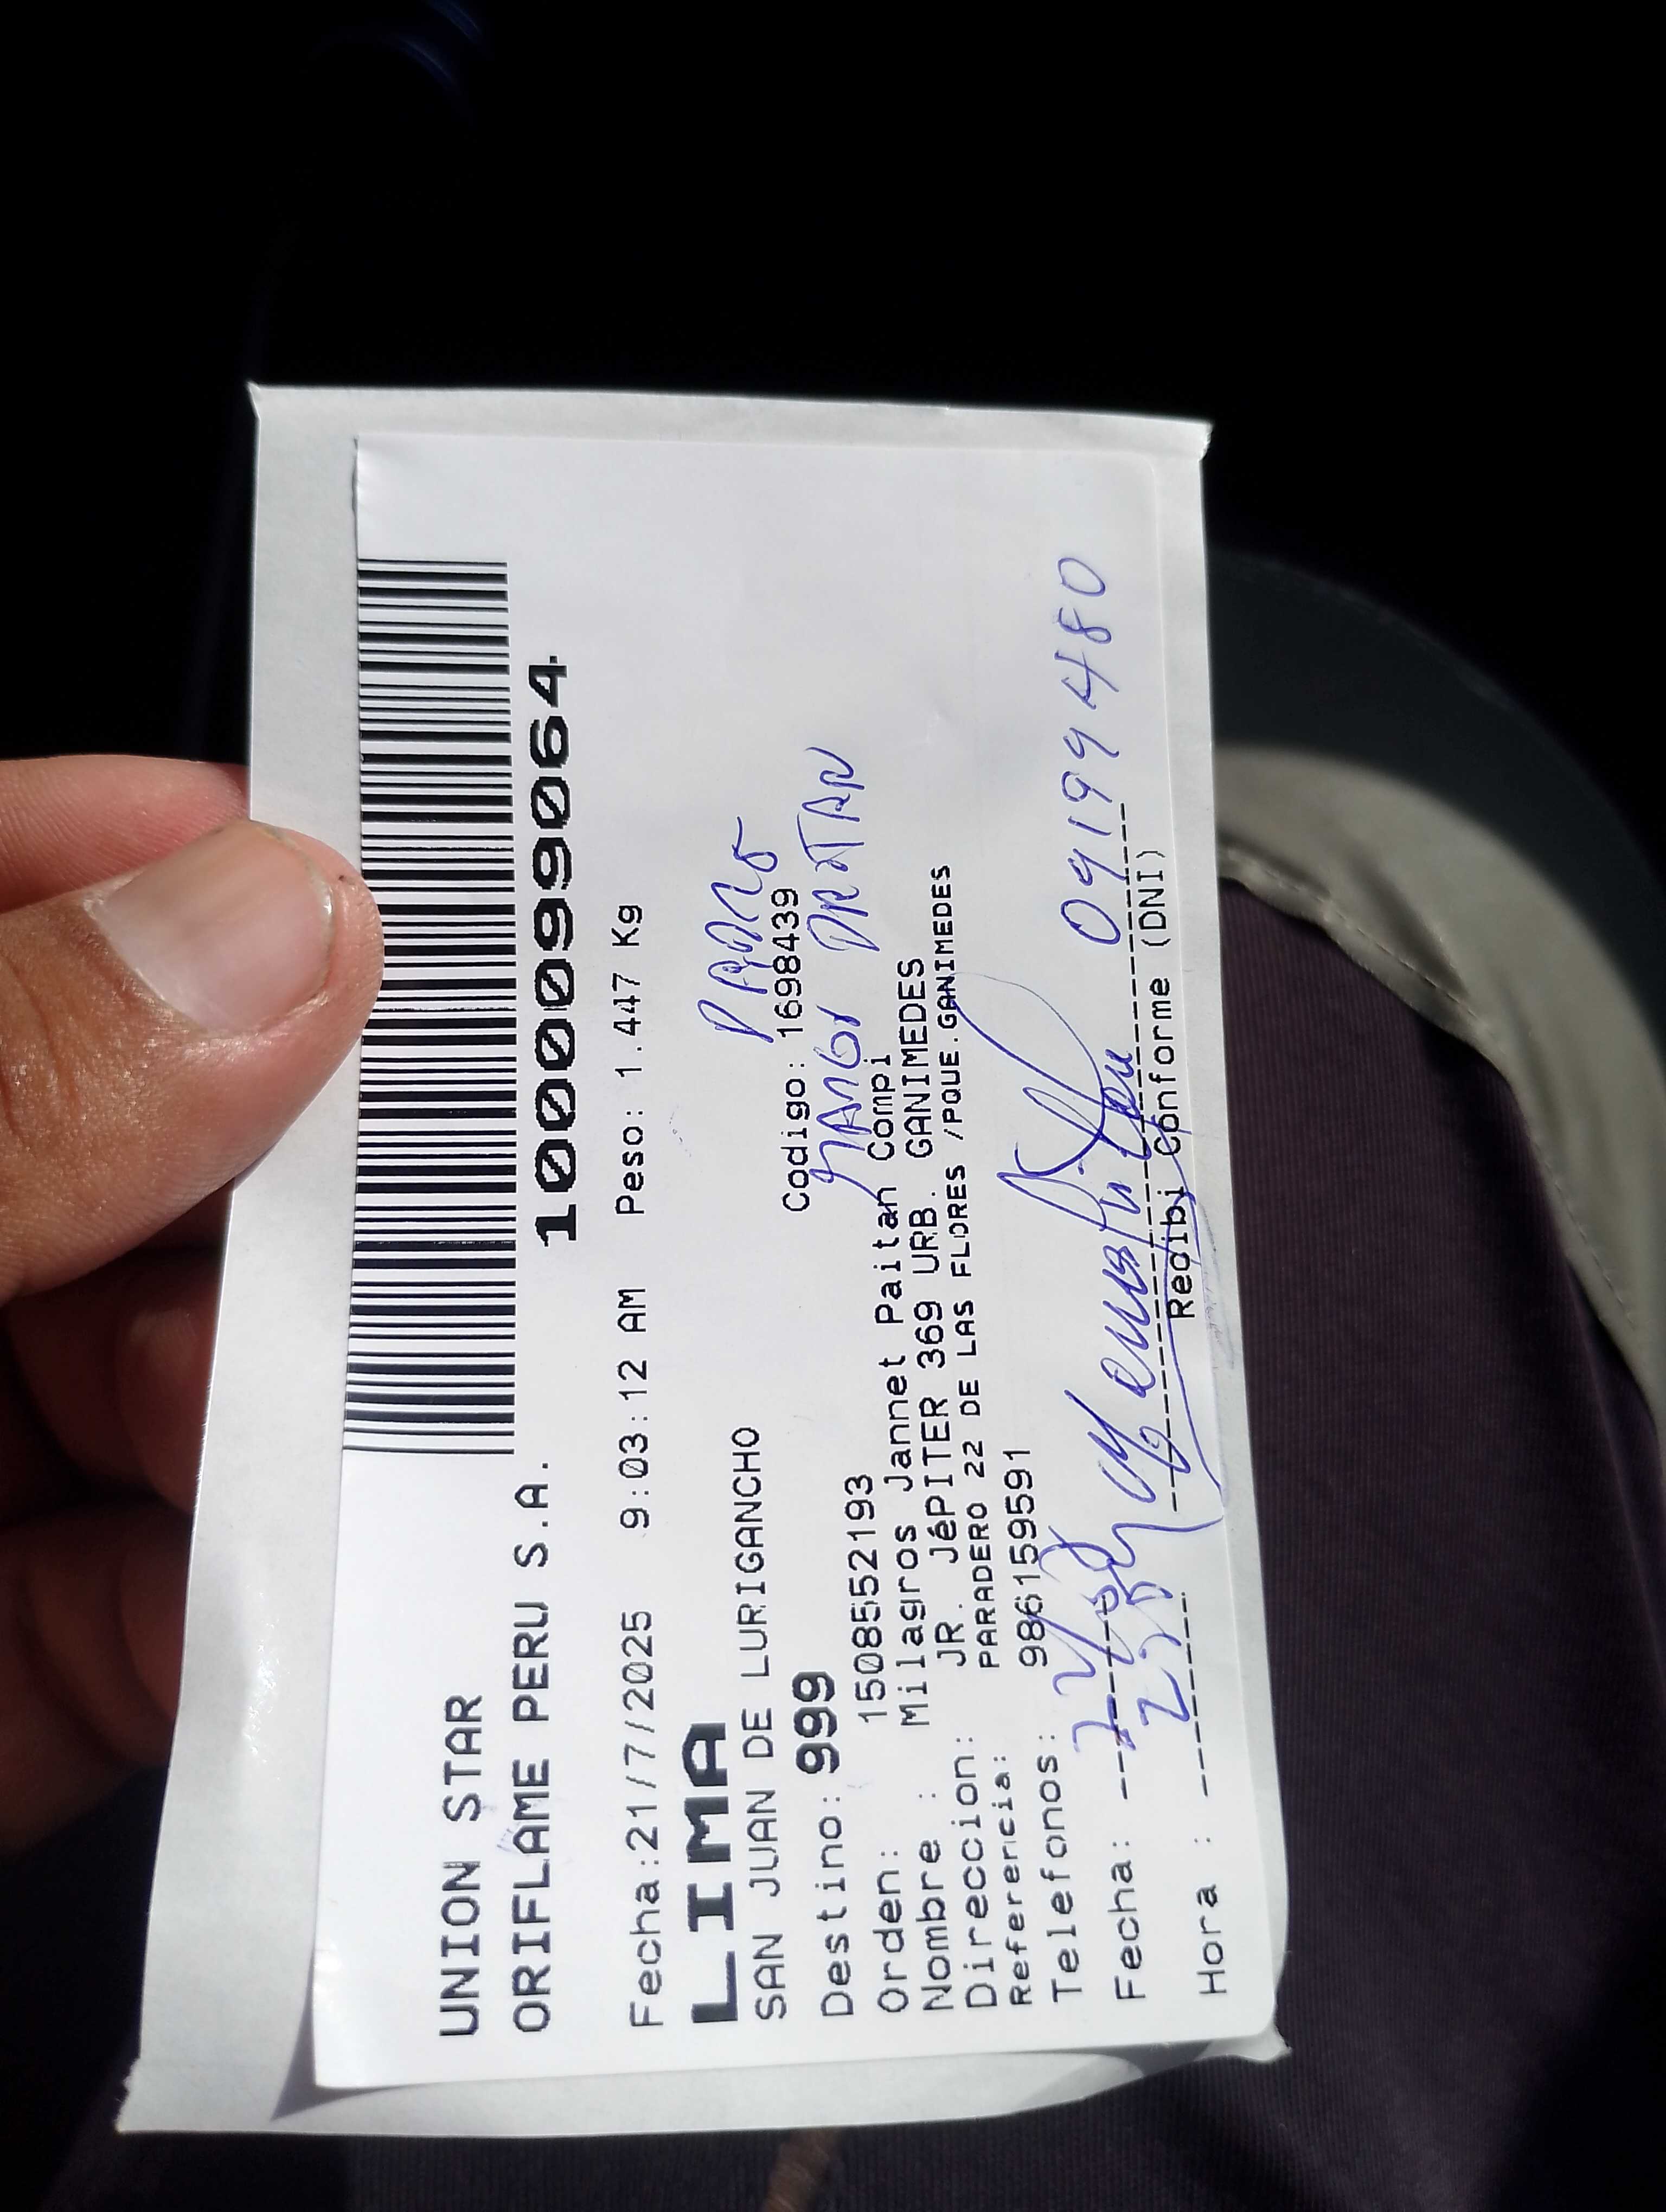 UNION STAR
ORIFLAME PERU S.A.
1000999064
Fecha:21/7/2025 9:03:12 AM Peso: 1.447 Kg
LIMA
SAN JUAN DE LURIGANCHO
Destino: 999 Codigo: 1698439
Orden: 1508552193
Nombre : Milagros Jannet Paitan Compi
Direccion: JR. JéPITER 369 URB. GANIMEDES
Referencia: PARADERO 22 DE LAS FLORES /PQUE.GANIMEDES
Telefonos: 986159591
09199480
Fecha: ---------
Recibi Conforme (DNI)
Hora : ---------